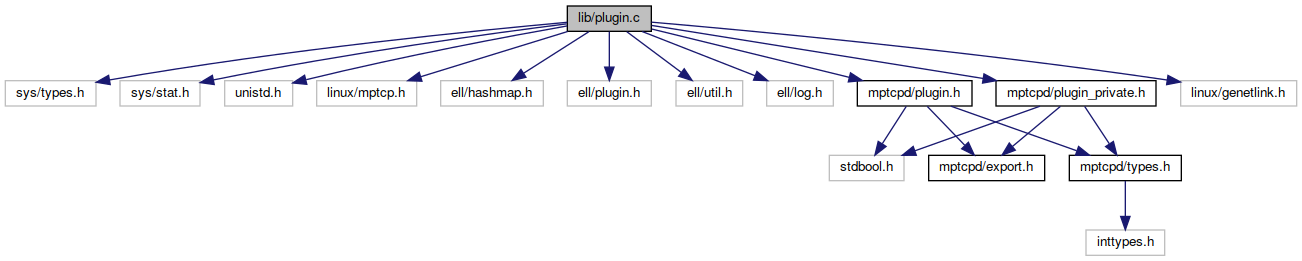 lib/plugin.c
sys/types.h
sys/stat.h
unistd.h
linux/mptcp.h
ell/hashmap.h
ell/plugin.h
ell/util.h
ell/log.h
mptcpd/plugin.h
mptcpd/plugin_private.h
linux/genetlink.h
stdbool.h
mptcpd/export.h
mptcpd/types.h
inttypes.h